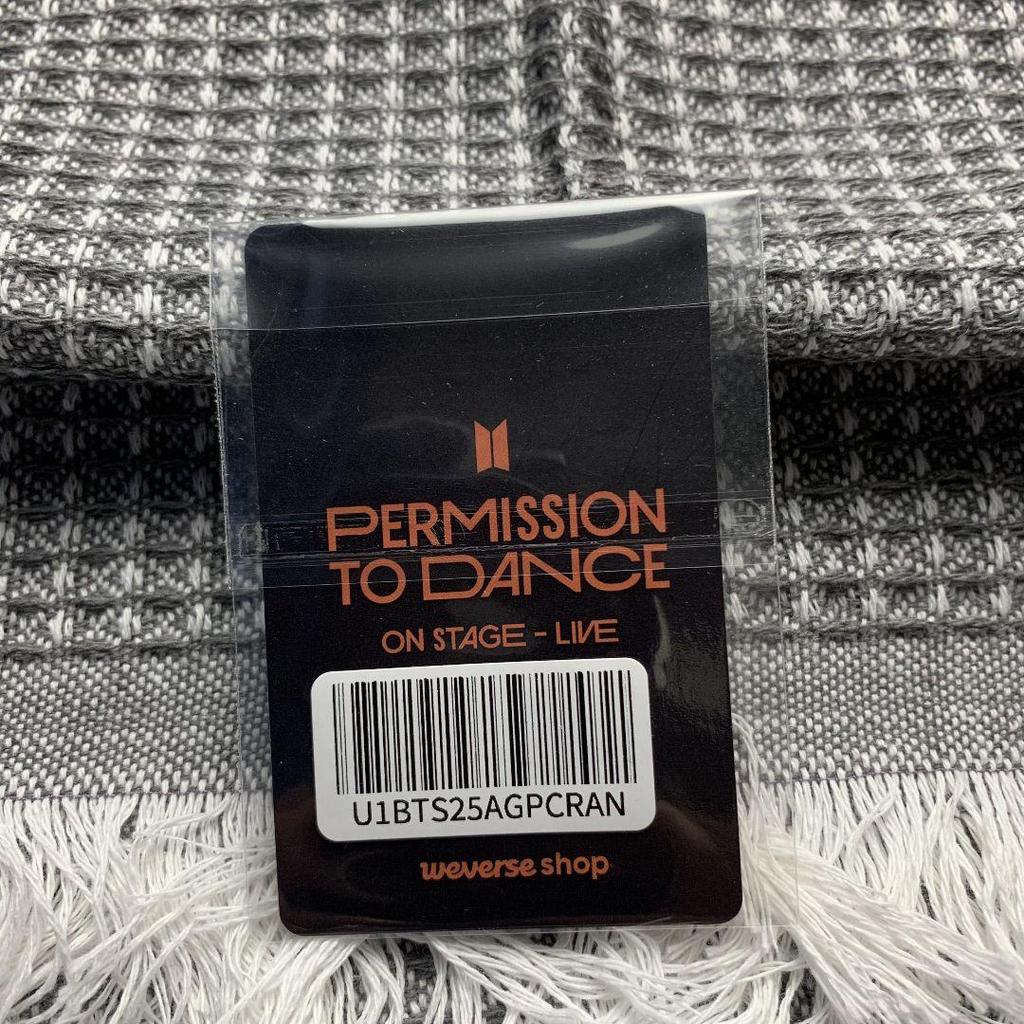 PERMISSION
TO DANCE
ON STAGE - LIVE
U1BTS25AGPCRAN
weverse shop